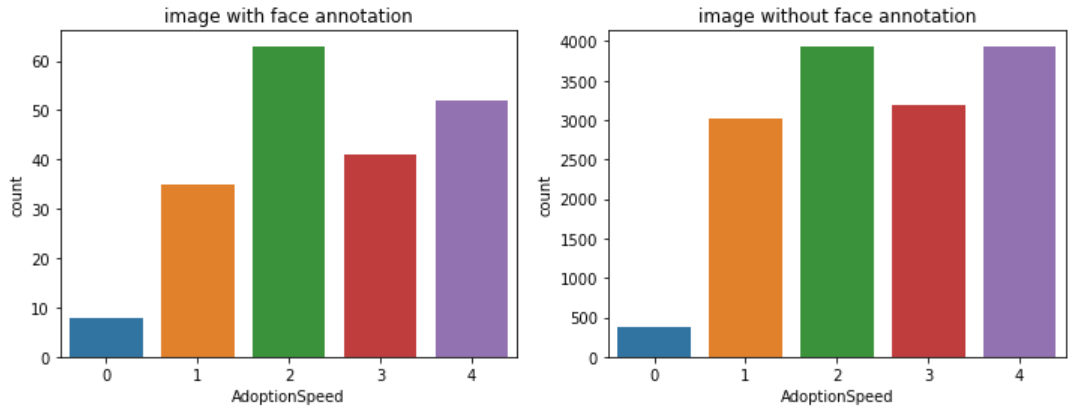 image with face annotation
60
50
40
30
20
10
0
count
0 1 2 3 4
AdoptionSpeed
image without face annotation
4000
3500
3000
2500
2000
1500
1000
500
0
count
0 1 2 3 4
AdoptionSpeed